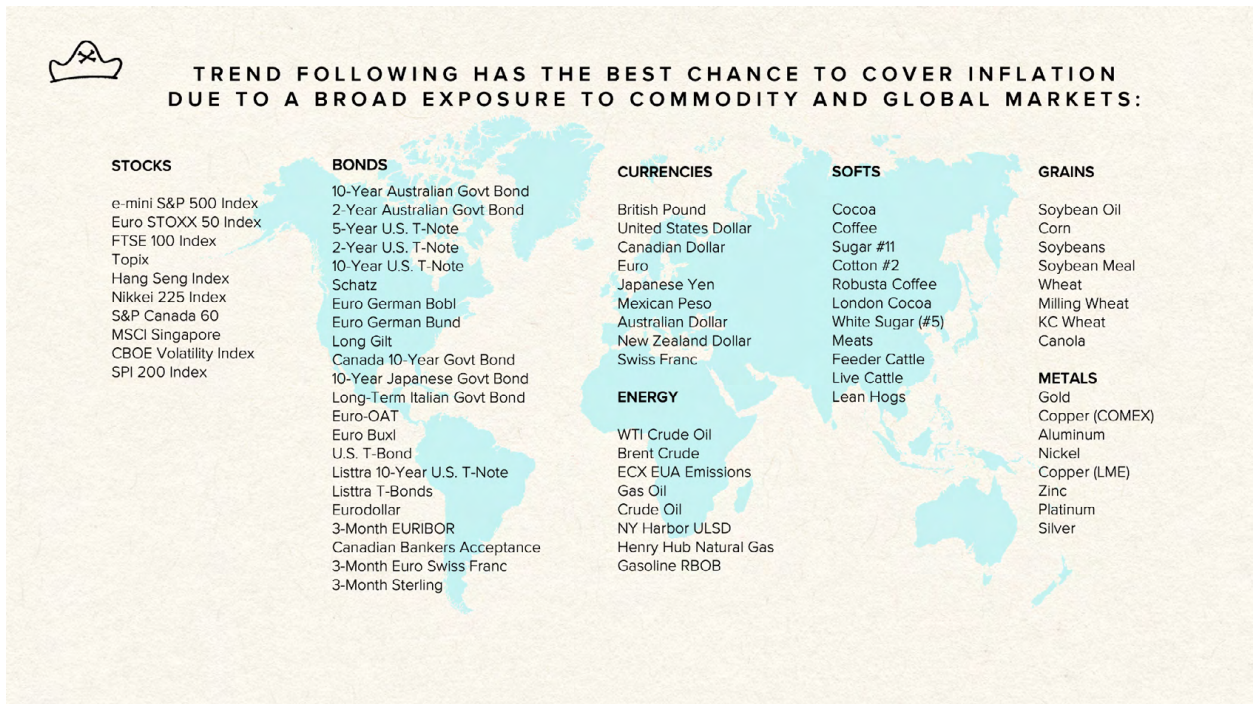 TREND FOLLOWING HAS THE BEST CHANCE TO COVER INFLATION
DUE TO A BROAD EXPOSURE TO COMMODITY AND GLOBAL MARKETS:
STOCKS
e-mini S&P 500 Index
Euro STOXX 50 Index
FTSE 100 Index
Topix
Hang Seng Index
Nikkei 225 Index
S&P Canada 60
MSCI Singapore
CBOE Volatility Index
SPI 200 Index
BONDS
10-Year Australian Govt Bond
2-Year Australian Govt Bond
5-Year U.S. T-Note
2-Year U.S. T-Note
10-Year U.S. T-Note
Schatz
Euro German Bobl
Euro German Bund
Long Gilt
Canada 10-Year Govt Bond
10-Year Japanese Govt Bond
Long-Term Italian Govt Bond
Euro-OAT
Euro Buxl
U.S. T-Bond
Listtra 10-Year U.S. T-Note
Listtra T-Bonds
Eurodollar
3-Month EURIBOR
Canadian Bankers Acceptance
3-Month Euro Swiss Franc
3-Month Sterling
CURRENCIES
British Pound
United States Dollar
Canadian Dollar
Euro
Japanese Yen
Mexican Peso
Australian Dollar
New Zealand Dollar
Swiss Franc
ENERGY
WTI Crude Oil
Brent Crude
ECX EUA Emissions
Gas Oil
Crude Oil
NY Harbor ULSD
Henry Hub Natural Gas
Gasoline RBOB
SOFTS
Cocoa
Coffee
Sugar #11
Cotton #2
Robusta Coffee
London Cocoa
White Sugar (#5)
Meats
Feeder Cattle
Live Cattle
Lean Hogs
GRAINS
Soybean Oil
Corn
Soybeans
Soybean Meal
Wheat
Milling Wheat
KC Wheat
Canola
METALS
Gold
Copper (COMEX)
Aluminum
Nickel
Copper (LME)
Zinc
Platinum
Silver